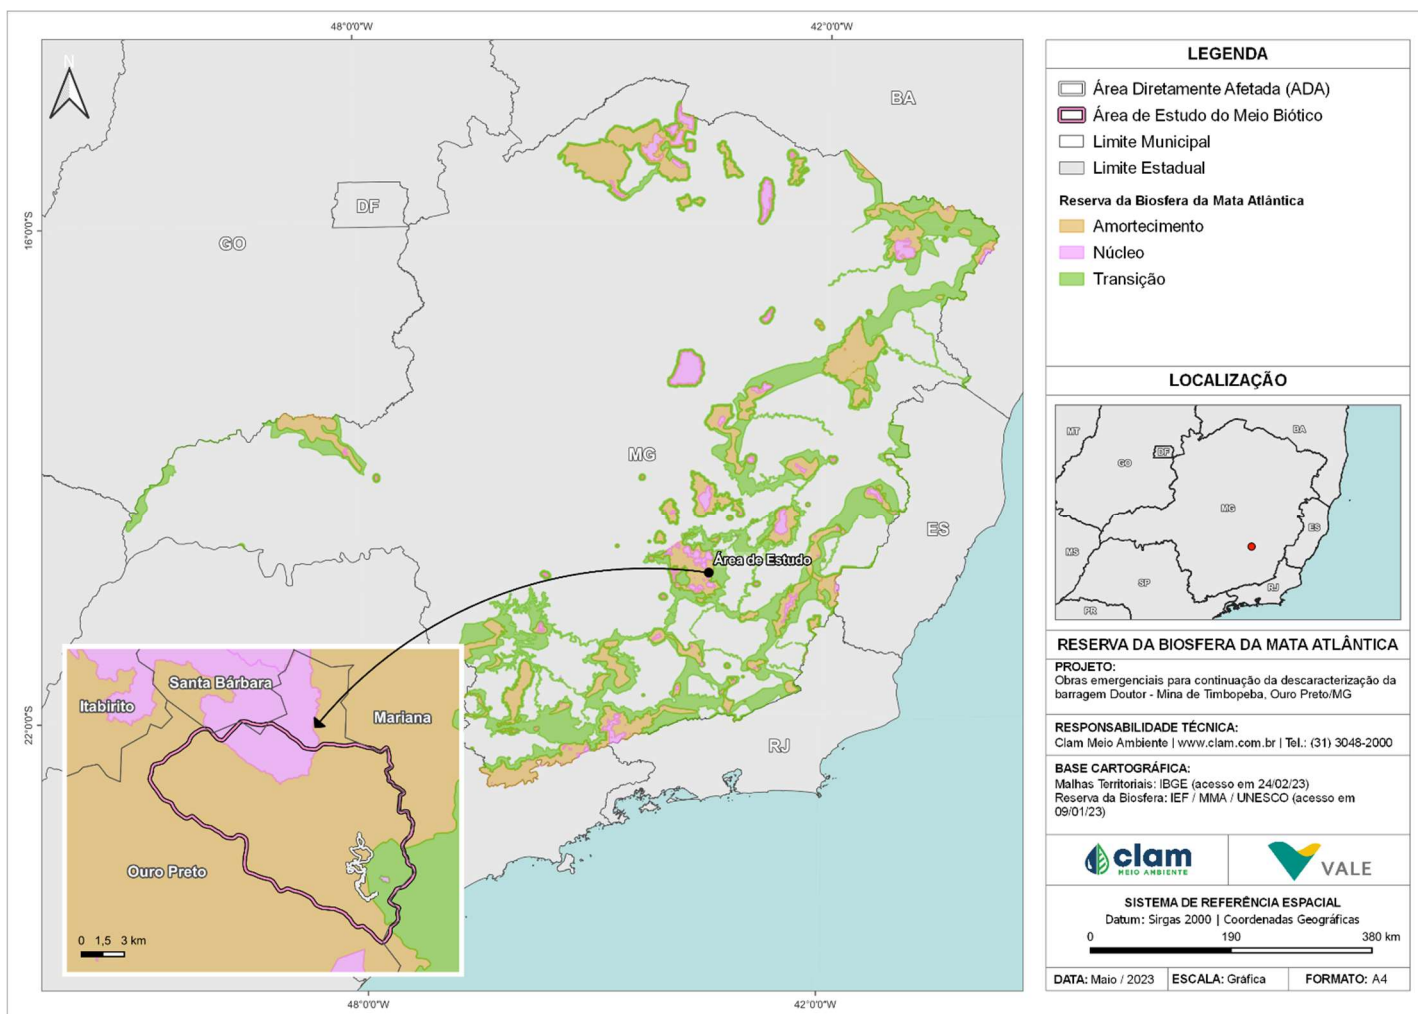 48°0'0"W
42°0'0"W
N
BA
DF
GO
16°0'0"S
MG
ES
Área de Estudo
22°0'0"S
RJ
Santa Bárbara
Itabirito
Mariana
Ouro Preto
0 1,5 3 km
48°0'0"W
42°0'0"W
LEGENDA
Área Diretamente Afetada (ADA)
Área de Estudo do Meio Biótico
Limite Municipal
Limite Estadual
Reserva da Biosfera da Mata Atlântica
Amortecimento
Núcleo
Transição
LOCALIZAÇÃO
MT
BA
DF
GO
MG
ES
MS
SP
RJ
PR
RESERVA DA BIOSFERA DA MATA ATLÂNTICA
PROJETO:
Obras emergenciais para continuação da descaracterização da
barragem Doutor - Mina de Timbopeba, Ouro Preto/MG
RESPONSABILIDADE TÉCNICA:
Clam Meio Ambiente | www.clam.com.br | Tel.: (31) 3048-2000
BASE CARTOGRÁFICA:
Malhas Territoriais: IBGE (acesso em 24/02/23)
Reserva da Biosfera: IEF / MMA / UNESCO (acesso em
09/01/23)
clam
MEIO AMBIENTE
VALE
SISTEMA DE REFERÊNCIA ESPACIAL
Datum: Sirgas 2000 | Coordenadas Geográficas
0 190 380 km
DATA: Maio / 2023 ESCALA: Gráfica FORMATO: A4